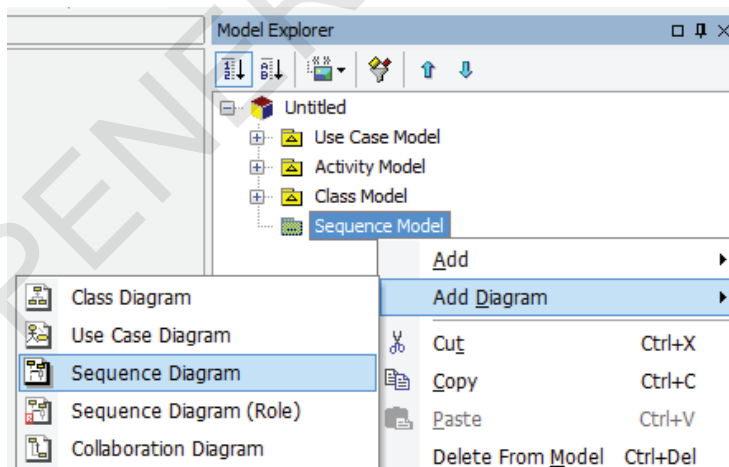 Model Explorer
Untitled
Use Case Model
Activity Model
Class Model
Sequence Model
Add
Add Diagram
Cut Ctrl+X
Copy Ctrl+C
Paste Ctrl+V
Delete From Model Ctrl+Del
Class Diagram
Use Case Diagram
Sequence Diagram
Sequence Diagram (Role)
Collaboration Diagram
PENER